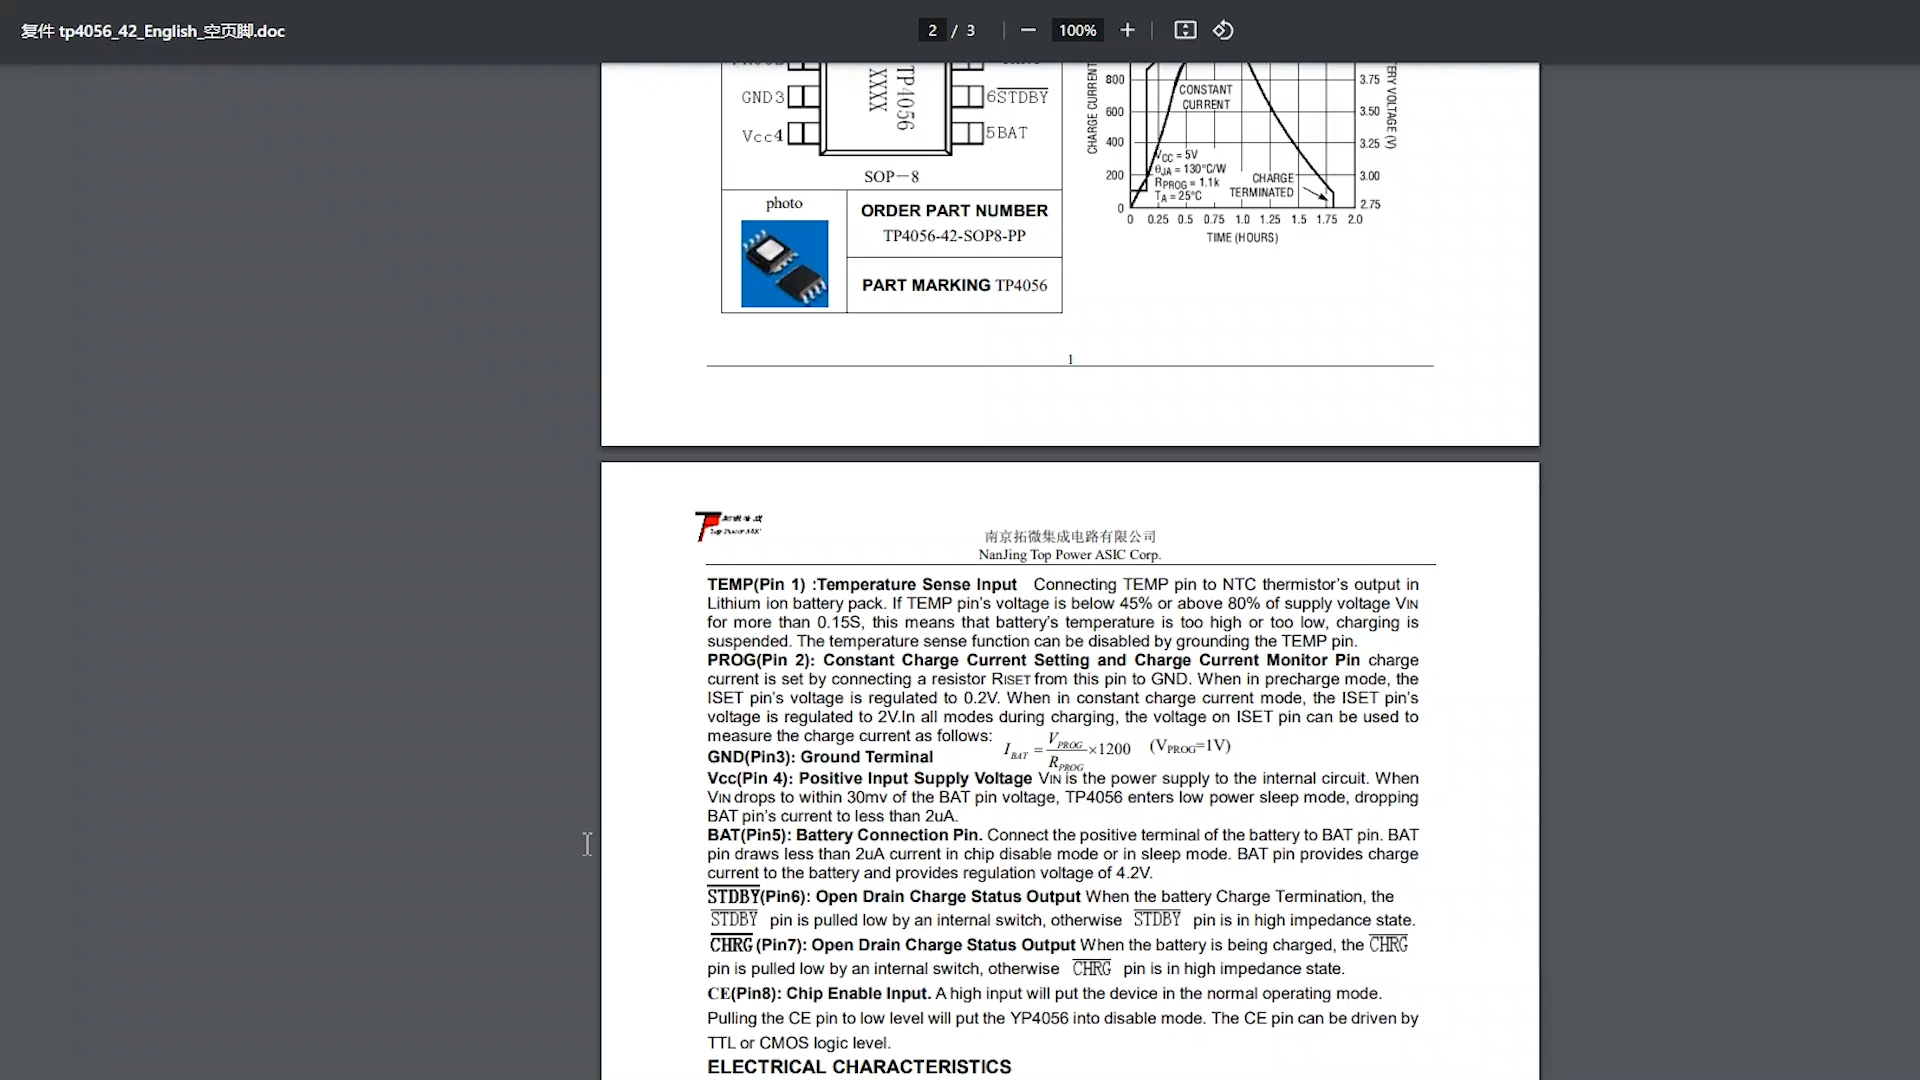 复件 tp4056_42_English_空页脚.doc
2 / 3
100%
GND 3
Vcc4
TP4056
XXXX
6 STDBY
5 BAT
SOP－8
photo
ORDER PART NUMBER
TP4056-42-SOP8-PP
PART MARKING TP4056
CHARGE CURRENT
800
600
400
200
0
CONSTANT
CURRENT
VCC = 5V
θJA = 130°C/W
RPROG = 1.1k
TA = 25°C
CHARGE
TERMINATED
3.75
3.50
3.25
3.00
2.75
ERY VOLTAGE (V)
0 0.25 0.5 0.75 1.0 1.25 1.5 1.75 2.0
TIME (HOURS)
1
Top Power ASIC
南京拓微集成电路有限公司
NanJing Top Power ASIC Corp.
TEMP(Pin 1) :Temperature Sense Input Connecting TEMP pin to NTC thermistor’s output in
Lithium ion battery pack. If TEMP pin’s voltage is below 45% or above 80% of supply voltage VIN
for more than 0.15S, this means that battery’s temperature is too high or too low, charging is
suspended. The temperature sense function can be disabled by grounding the TEMP pin.
PROG(Pin 2): Constant Charge Current Setting and Charge Current Monitor Pin charge
current is set by connecting a resistor RISET from this pin to GND. When in precharge mode, the
ISET pin’s voltage is regulated to 0.2V. When in constant charge current mode, the ISET pin’s
voltage is regulated to 2V.In all modes during charging, the voltage on ISET pin can be used to
measure the charge current as follows: IBAT = VPROG / RPROG ×1200 (VPROG=1V)
GND(Pin3): Ground Terminal
Vcc(Pin 4): Positive Input Supply Voltage VIN is the power supply to the internal circuit. When
VIN drops to within 30mv of the BAT pin voltage, TP4056 enters low power sleep mode, dropping
BAT pin’s current to less than 2uA.
BAT(Pin5): Battery Connection Pin. Connect the positive terminal of the battery to BAT pin. BAT
pin draws less than 2uA current in chip disable mode or in sleep mode. BAT pin provides charge
current to the battery and provides regulation voltage of 4.2V.
STDBY(Pin6): Open Drain Charge Status Output When the battery Charge Termination, the
STDBY pin is pulled low by an internal switch, otherwise STDBY pin is in high impedance state.
CHRG (Pin7): Open Drain Charge Status Output When the battery is being charged, the CHRG
pin is pulled low by an internal switch, otherwise CHRG pin is in high impedance state.
CE(Pin8): Chip Enable Input. A high input will put the device in the normal operating mode.
Pulling the CE pin to low level will put the YP4056 into disable mode. The CE pin can be driven by
TTL or CMOS logic level.
ELECTRICAL CHARACTERISTICS